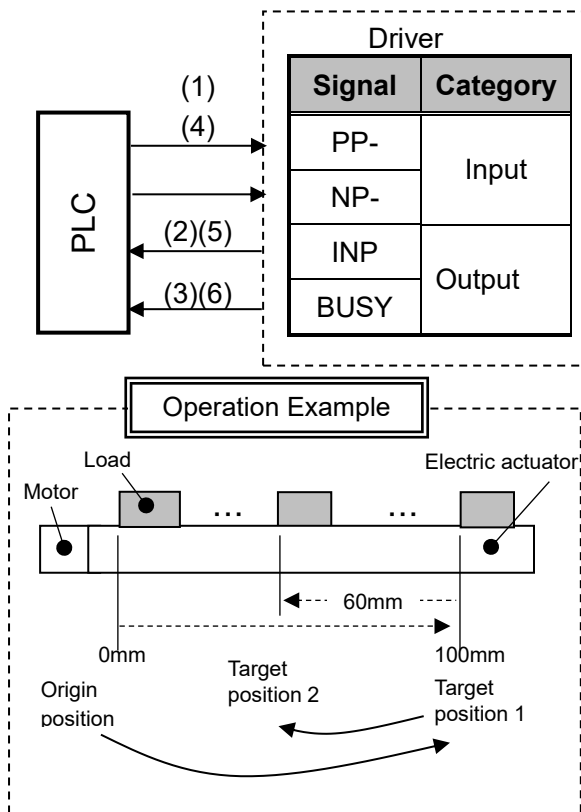 Driver
(1)
(4)
PLC
(2)(5)
(3)(6)
Signal Category
PP- Input
NP-
INP Output
BUSY
Operation Example
Load
Electric actuator
Motor
... ...
60mm
0mm 100mm
Origin position
Target position 2
Target position 1